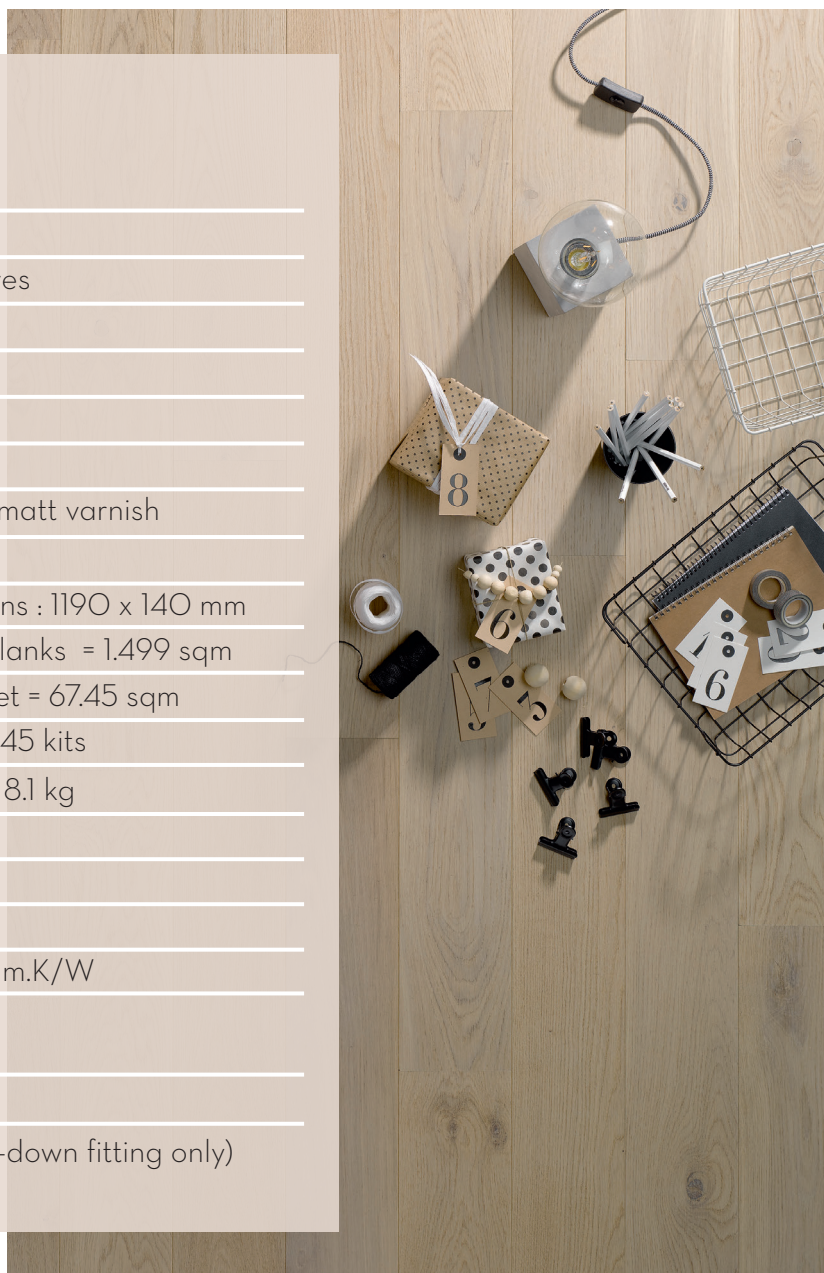 es
matt varnish
ns : 1190 x 140 mm
lanks = 1.499 sqm
et = 67.45 sqm
45 kits
8.1 kg
m.K/W
-down fitting only)
8
6
6